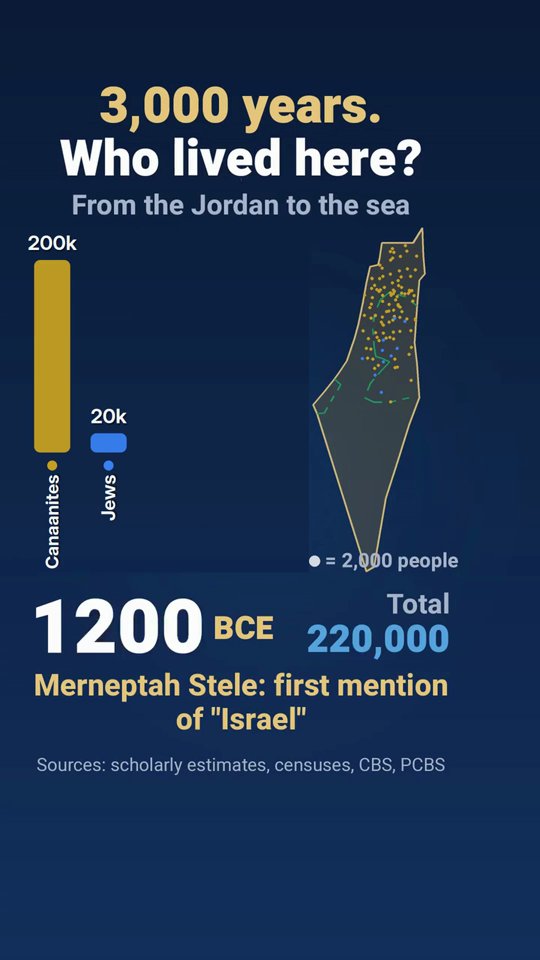 3,000 years.
Who lived here?
From the Jordan to the sea
200k
20k
Canaanites
Jews
= 2,000 people
1200 BCE
Total
220,000
Merneptah Stele: first mention
of "Israel"
Sources: scholarly estimates, censuses, CBS, PCBS